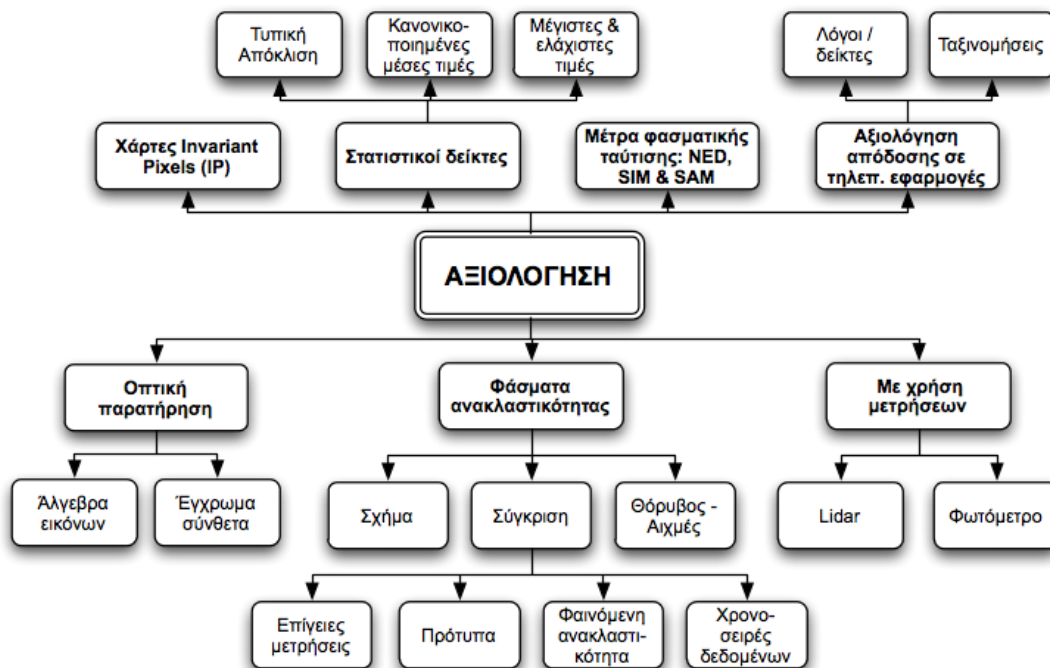 Τυπική
Απόκλιση
Κανονικο-
ποιημένες
μέσες τιμές
Μέγιστες &
ελάχιστες
τιμές
Λόγοι /
δείκτες
Ταξινομήσεις
Χάρτες Invariant
Pixels (IP)
Στατιστικοί δείκτες
Μέτρα φασματικής
ταύτισης: NED,
SIM & SAM
Αξιολόγηση
απόδοσης σε
τηλεπ. εφαρμογές
ΑΞΙΟΛΟΓΗΣΗ
Οπτική
παρατήρηση
Φάσματα
ανακλαστικότητας
Με χρήση
μετρήσεων
Άλγεβρα
εικόνων
Έγχρωμα
σύνθετα
Σχήμα
Σύγκριση
Θόρυβος -
Αιχμές
Lidar
Φωτόμετρο
Επίγειες
μετρήσεις
Πρότυπα
Φαινόμενη
ανακλαστι-
κότητα
Χρονο-
σειρές
δεδομένων